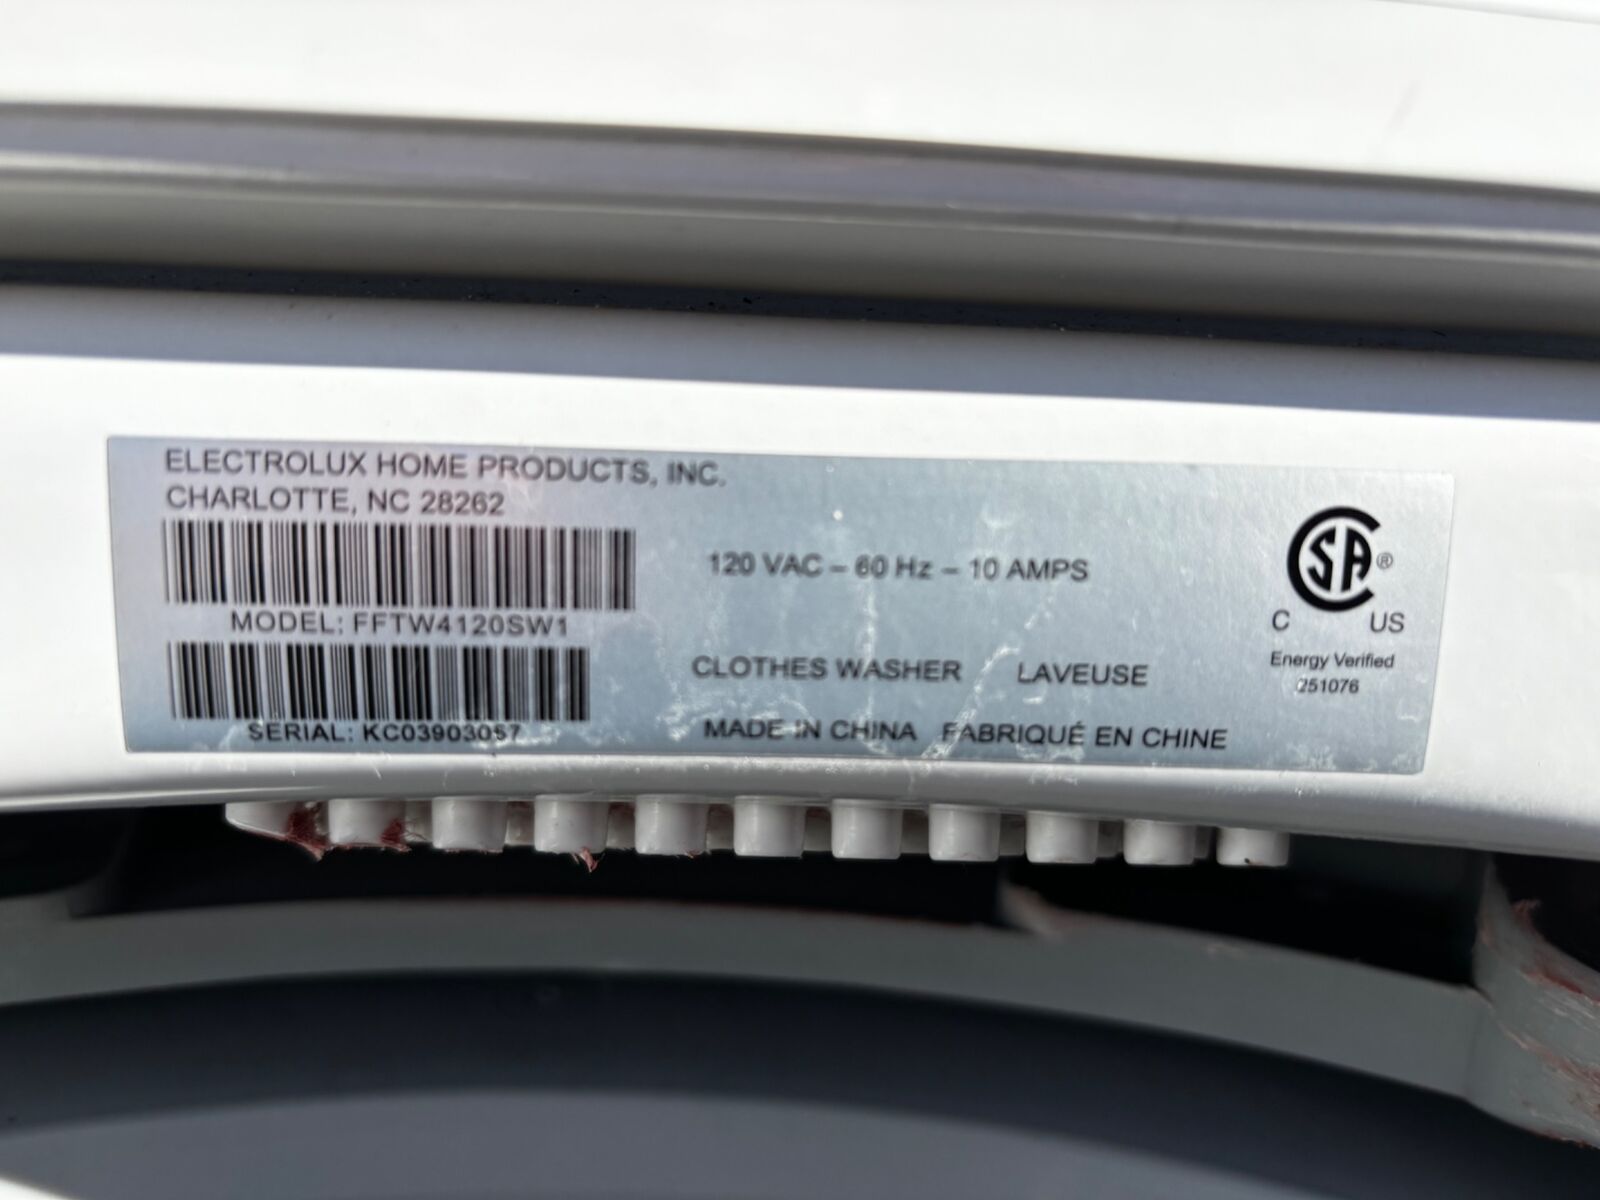 ELECTROLUX HOME PRODUCTS, INC.
CHARLOTTE, NC 28262
MODEL: FFTW4120SW1
SERIAL: KC03903057
120 VAC – 60 Hz – 10 AMPS
CLOTHES WASHER LAVEUSE
MADE IN CHINA FABRIQUÉ EN CHINE
SA®
C US
Energy Verified
251076